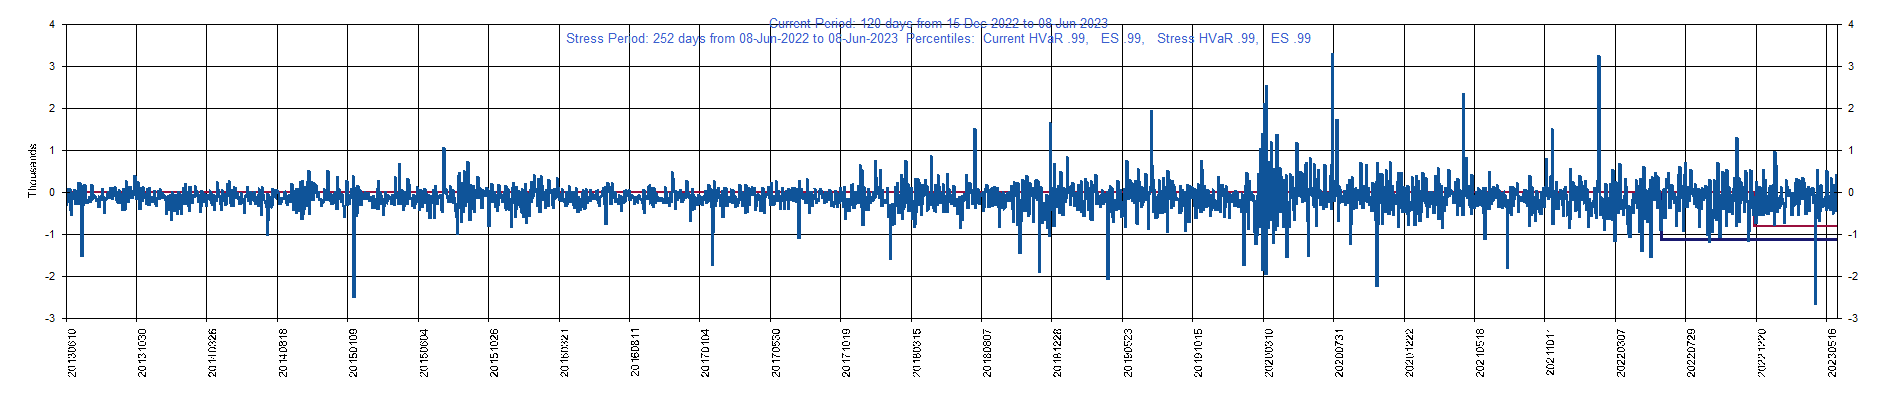 Current Period: 120 days from 15 Dec 2022 to 08 Jun 2023
Stress Period: 252 days from 08-Jun-2022 to 08-Jun-2023 Percentiles: Current HVaR .99, ES .99, Stress HVaR .99, ES .99
4 4
3 3
2 2
1 1
0 0
-1 -1
-2 -2
-3 -3
Thousands
20130610 20131030 20140326 20140818 20150109 20150604 20151026 20160321 20160811 20170104 20170530 20171019 20180315 20180807 20181228 20190523 20191015 20200310 20200731 20201222 20210518 20211011 20220307 20220729 20221220 20230516